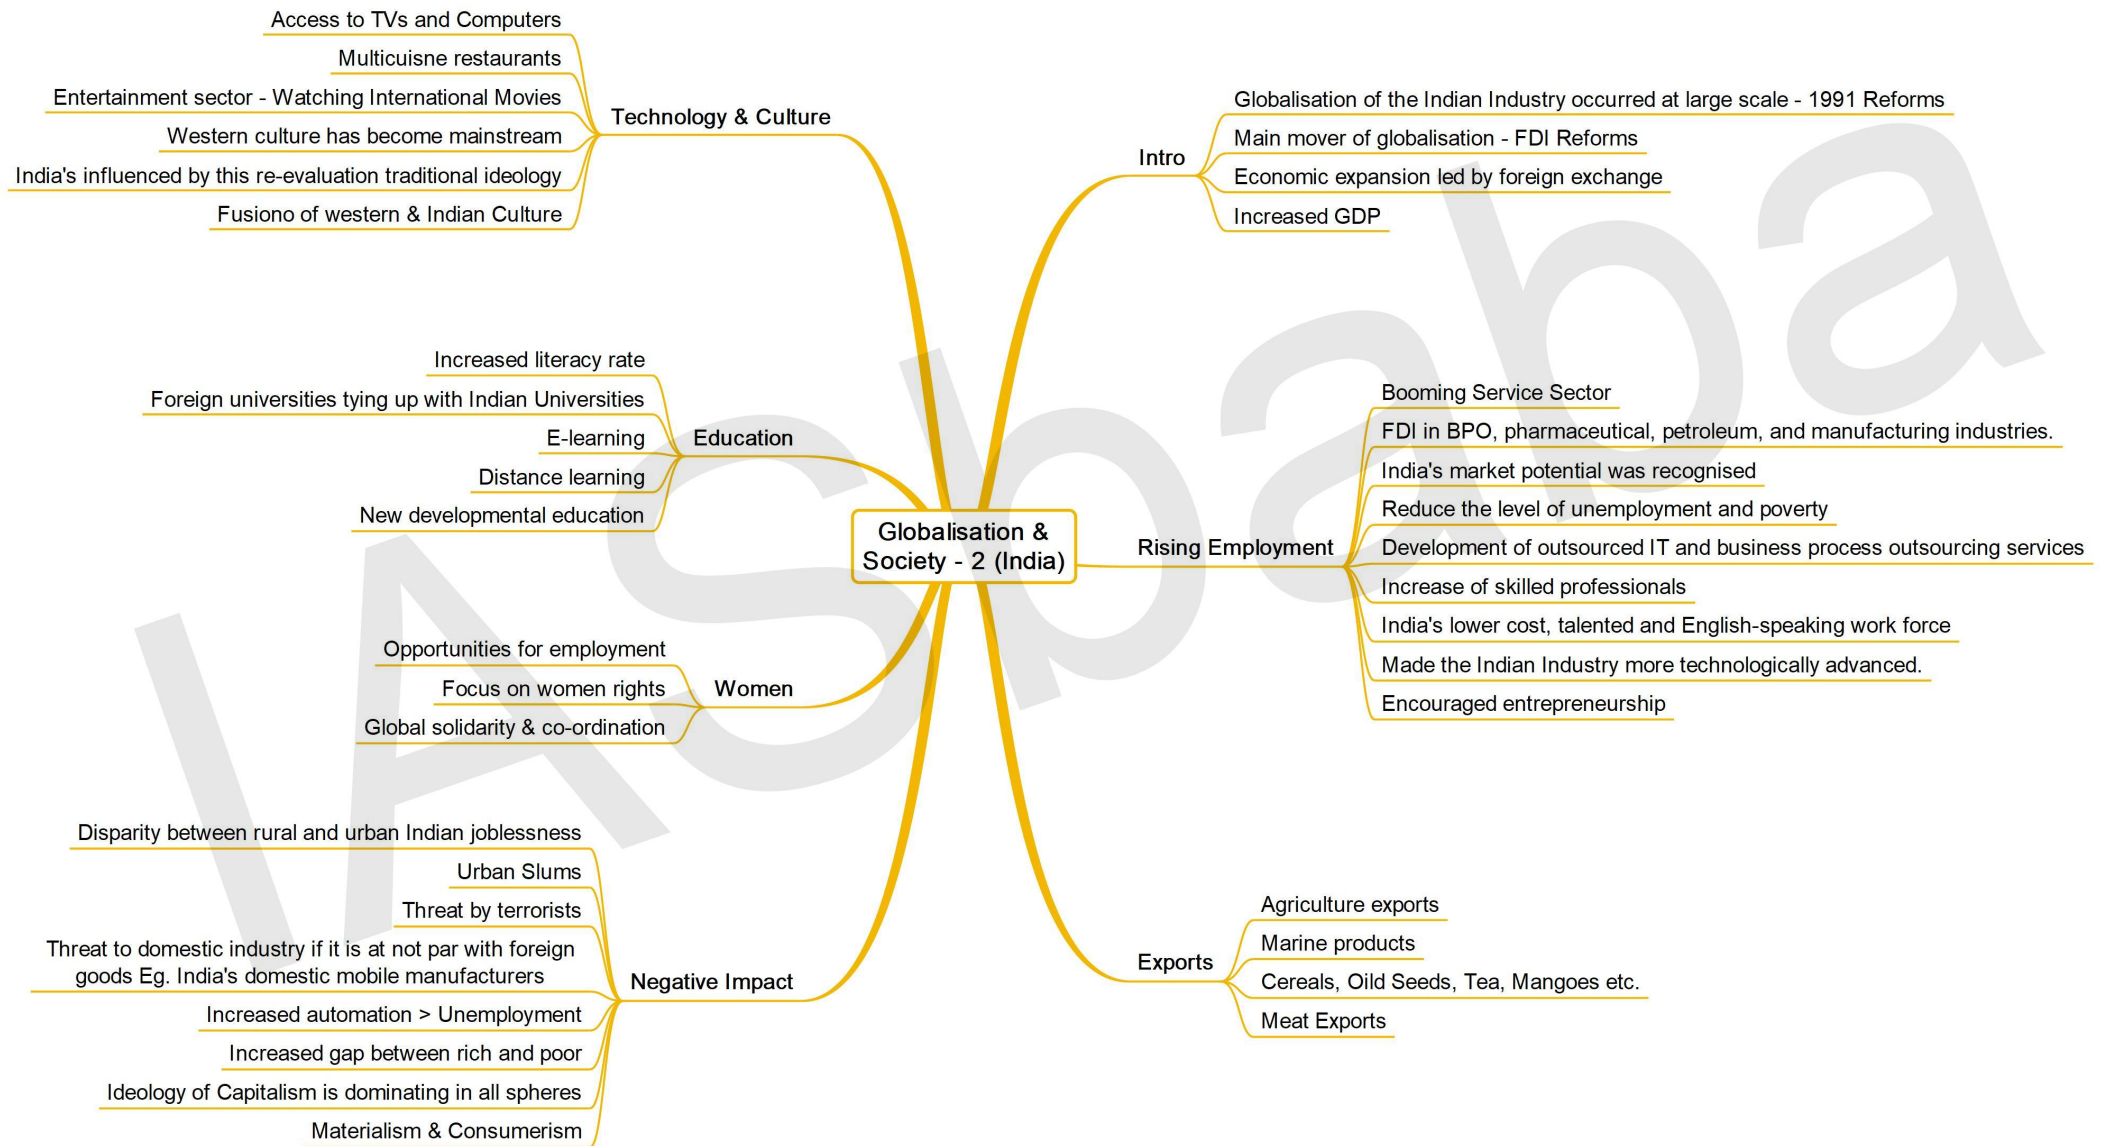 Globalisation &
Society - 2 (India)
Intro
Globalisation of the Indian Industry occurred at large scale - 1991 Reforms
Main mover of globalisation - FDI Reforms
Economic expansion led by foreign exchange
Increased GDP
Rising Employment
Booming Service Sector
FDI in BPO, pharmaceutical, petroleum, and manufacturing industries.
India's market potential was recognised
Reduce the level of unemployment and poverty
Development of outsourced IT and business process outsourcing services
Increase of skilled professionals
India's lower cost, talented and English-speaking work force
Made the Indian Industry more technologically advanced.
Encouraged entrepreneurship
Exports
Agriculture exports
Marine products
Cereals, Oild Seeds, Tea, Mangoes etc.
Meat Exports
Technology & Culture
Access to TVs and Computers
Multicuisne restaurants
Entertainment sector - Watching International Movies
Western culture has become mainstream
India's influenced by this re-evaluation traditional ideology
Fusiono of western & Indian Culture
Education
Increased literacy rate
Foreign universities tying up with Indian Universities
E-learning
Distance learning
New developmental education
Women
Opportunities for employment
Focus on women rights
Global solidarity & co-ordination
Negative Impact
Disparity between rural and urban Indian joblessness
Urban Slums
Threat by terrorists
Threat to domestic industry if it is at not par with foreign
goods Eg. India's domestic mobile manufacturers
Increased automation > Unemployment
Increased gap between rich and poor
Ideology of Capitalism is dominating in all spheres
Materialism & Consumerism
IASbaba